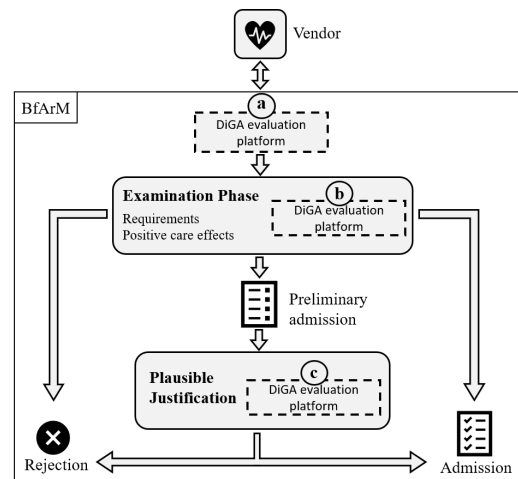 Vendor
BfArM
a
DiGA evaluation
platform
Examination Phase
Requirements
Positive care effects
b
DiGA evaluation
platform
Preliminary
admission
Plausible
Justification
c
DiGA evaluation
platform
Rejection
Admission